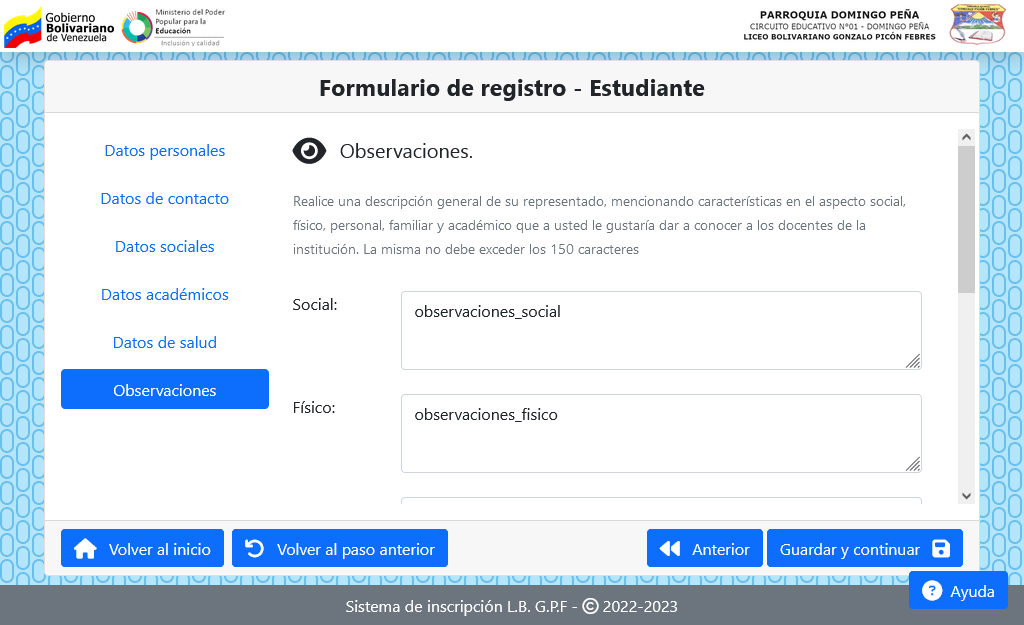 Gobierno
Bolivariano
de Venezuela
Ministerio del Poder
Popular para la
Educación
Inclusión y calidad
PARROQUIA DOMINGO PEÑA
CIRCUITO EDUCATIVO Nº01 - DOMINGO PEÑA
LICEO BOLIVARIANO GONZALO PICÓN FEBRES
Formulario de registro - Estudiante
Datos personales
Datos de contacto
Datos sociales
Datos académicos
Datos de salud
Observaciones
Observaciones.
Realice una descripción general de su representado, mencionando características en el aspecto social,
físico, personal, familiar y académico que a usted le gustaría dar a conocer a los docentes de la
institución. La misma no debe exceder los 150 caracteres
Social:
observaciones_social
Físico:
observaciones_fisico
Volver al inicio
Volver al paso anterior
Anterior
Guardar y continuar
Ayuda
Sistema de inscripción L.B. G.P.F - © 2022-2023